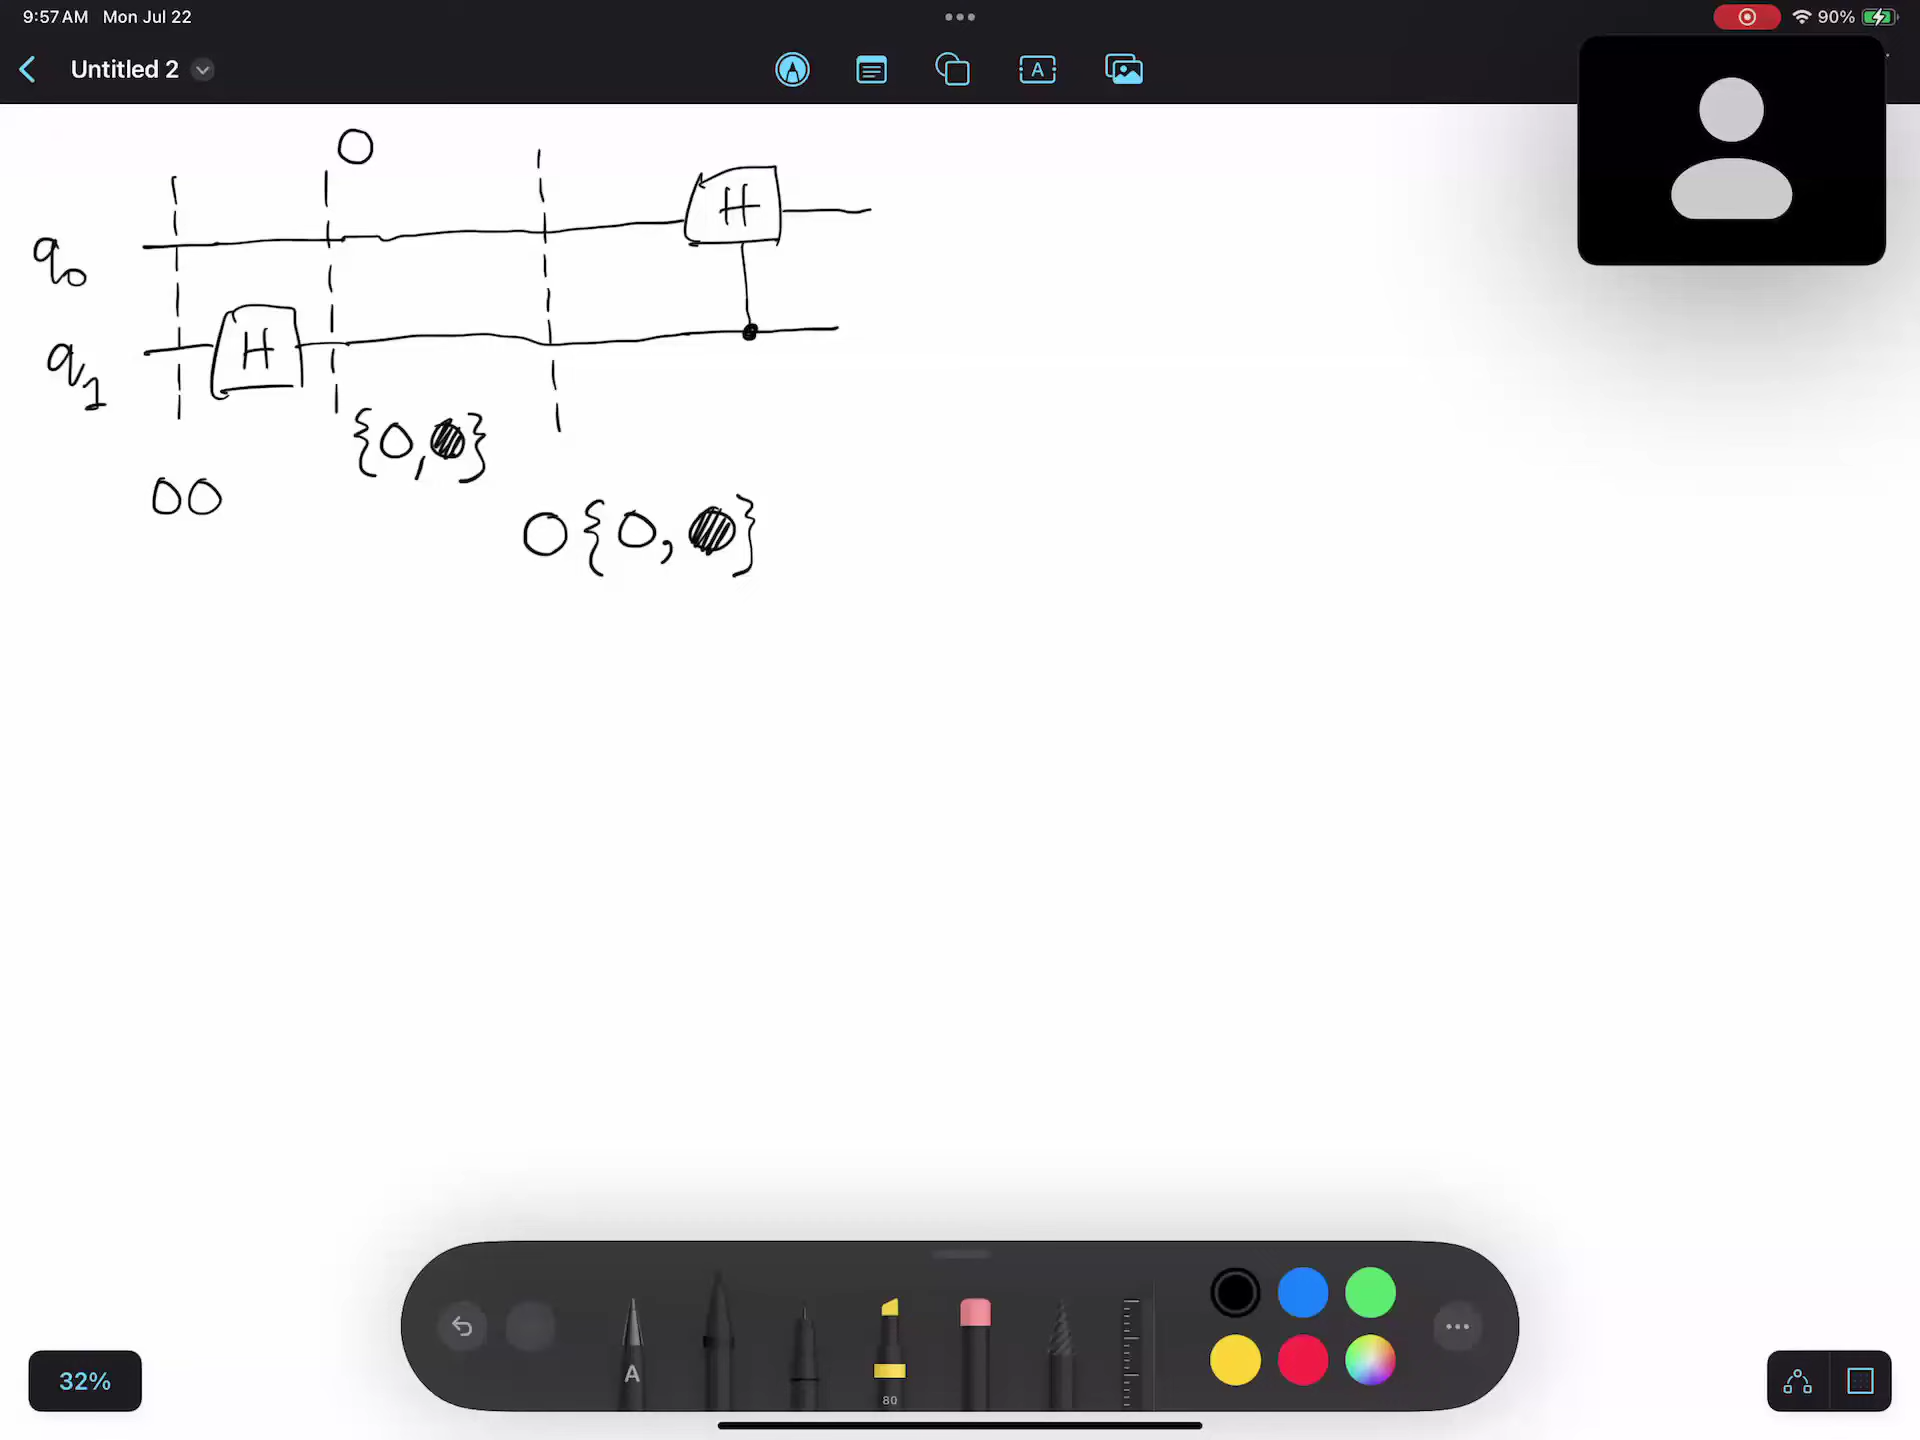 9:57 AM Mon Jul 22
90%
Untitled 2
A
O
H
q0
H
q1
{O,●}
OO
O{O,●}
A
80
32%